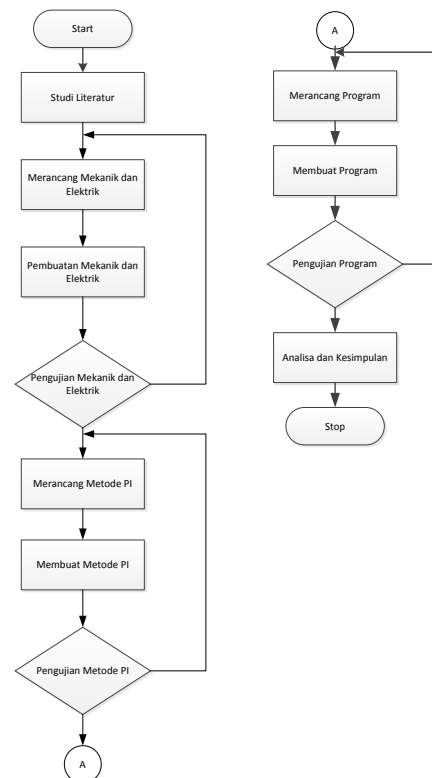 Start
Studi Literatur
Merancang Mekanik dan
Elektrik
Pembuatan Mekanik dan
Elektrik
Pengujian Mekanik dan
Elektrik
Merancang Metode PI
Membuat Metode PI
Pengujian Metode PI
A
A
Merancang Program
Membuat Program
Pengujian Program
Analisa dan Kesimpulan
Stop